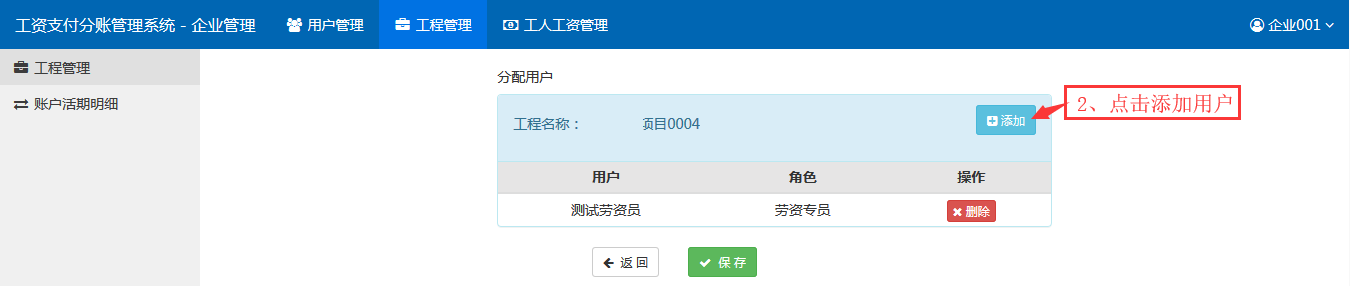 工资支付分账管理系统 - 企业管理 用户管理 工程管理 工人工资管理 企业001
工程管理
账户活期明细
分配用户
工程名称： 项目0004
添加
2、点击添加用户
用户 角色 操作
测试劳资员 劳资专员 删除
返 回 保 存